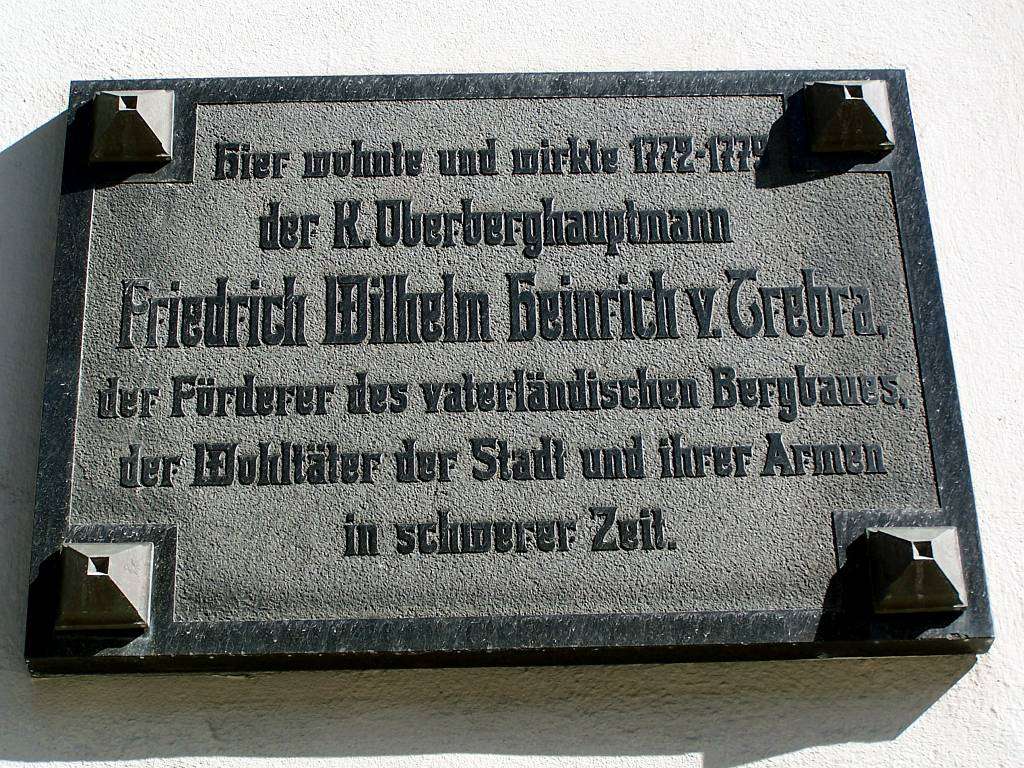 Hier wohnte und wirkte 1772-1779
der K. Oberberghauptmann
Friedrich Wilhelm Heinrich v. Trebra,
der Förderer des vaterländischen Bergbaues,
der Wohltäter der Stadt und ihrer Armen
in schwerer Zeit.